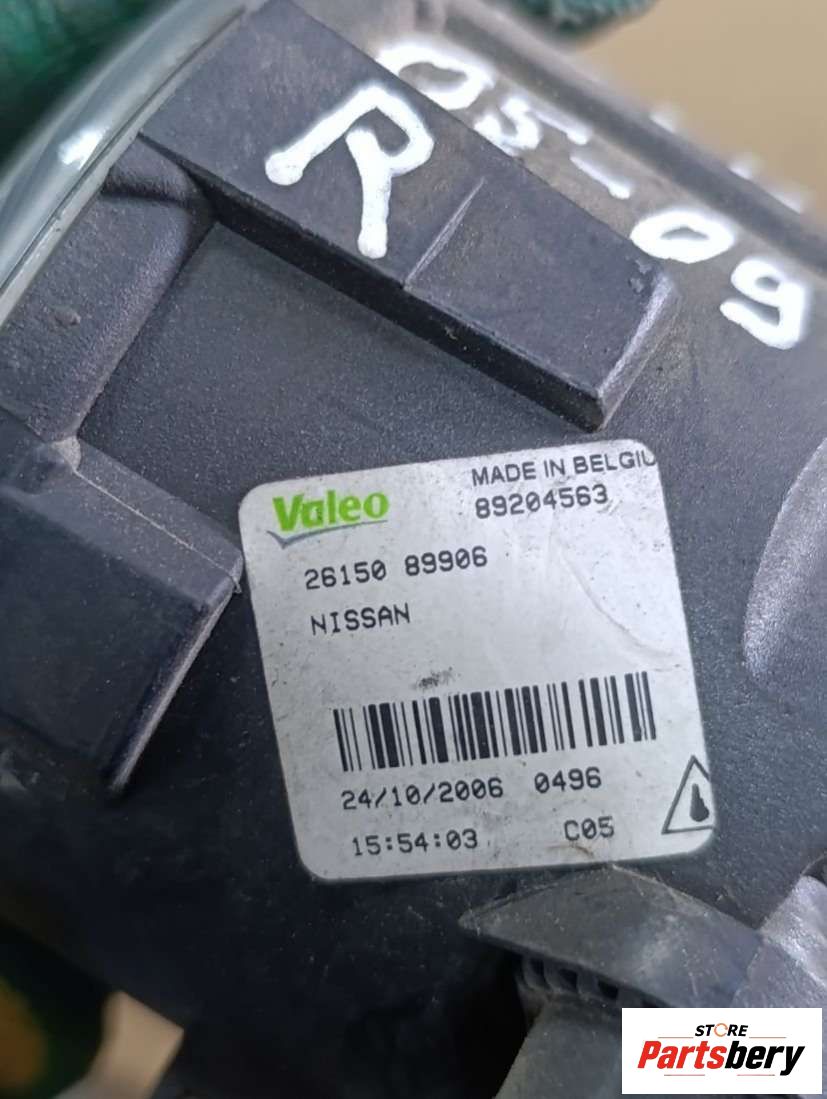 R
05-09
Valeo
MADE IN BELGIU
89204563
26150 89906
NISSAN
24/10/2006 0496
15:54:03 C05
STORE
Partsbery